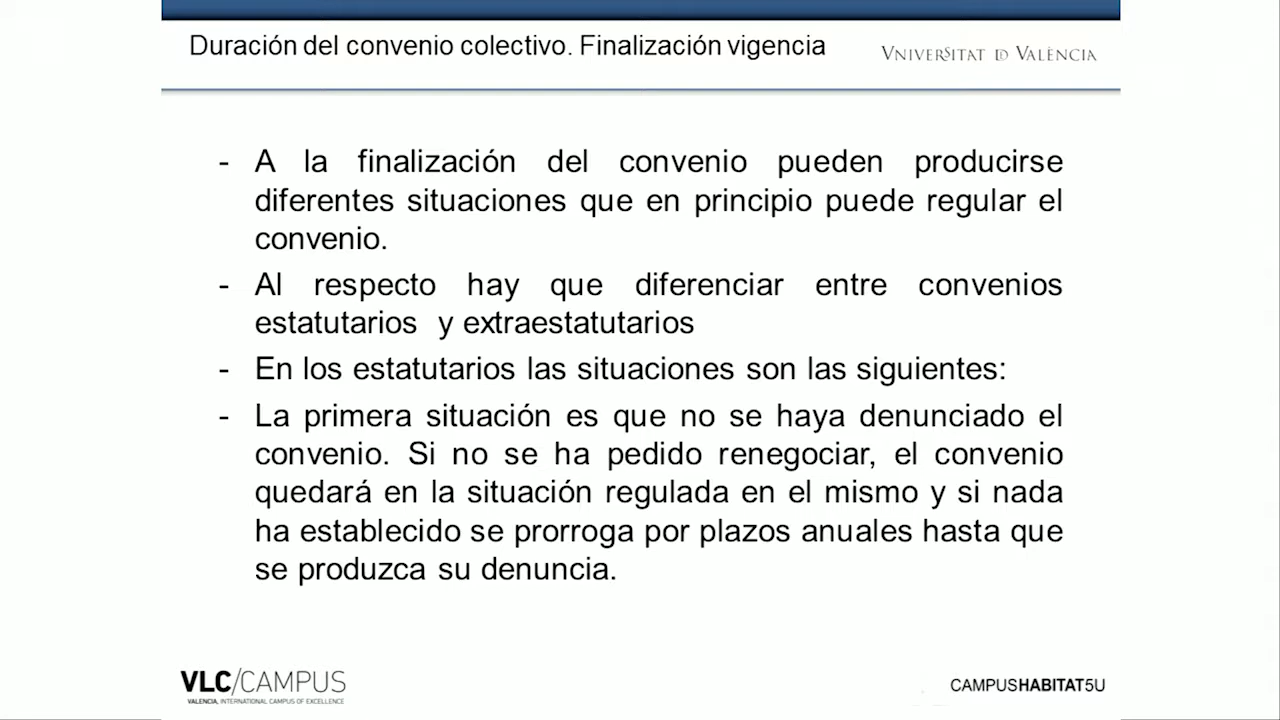 Duración del convenio colectivo. Finalización vigencia
VNIVERSITAT DE VALÈNCIA
- A la finalización del convenio pueden producirse
diferentes situaciones que en principio puede regular el
convenio.
- Al respecto hay que diferenciar entre convenios
estatutarios y extraestatutarios
- En los estatutarios las situaciones son las siguientes:
- La primera situación es que no se haya denunciado el
convenio. Si no se ha pedido renegociar, el convenio
quedará en la situación regulada en el mismo y si nada
ha establecido se prorroga por plazos anuales hasta que
se produzca su denuncia.
VLC/CAMPUS
VALENCIA, INTERNATIONAL CAMPUS OF EXCELLENCE
CAMPUSHABITAT5U